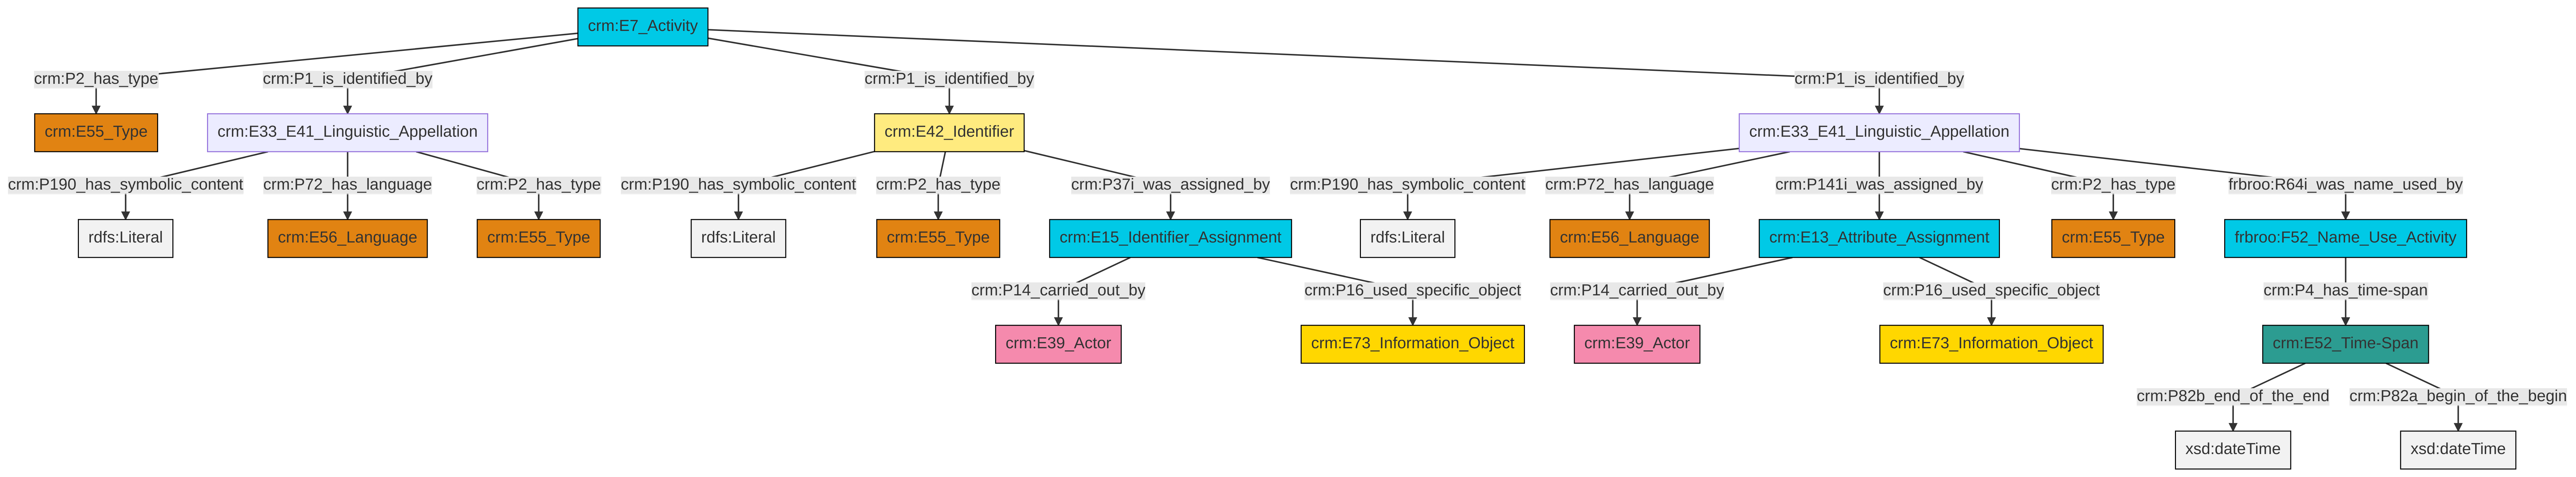 crm:E7_Activity
crm:P2_has_type
crm:P1_is_identified_by
crm:P1_is_identified_by
crm:P1_is_identified_by
crm:E55_Type
crm:E33_E41_Linguistic_Appellation
crm:E42_Identifier
crm:E33_E41_Linguistic_Appellation
crm:P190_has_symbolic_content
crm:P72_has_language
crm:P2_has_type
crm:P190_has_symbolic_content
crm:P2_has_type
crm:P37i_was_assigned_by
crm:P190_has_symbolic_content
crm:P72_has_language
crm:P141i_was_assigned_by
crm:P2_has_type
frbroo:R64i_was_name_used_by
rdfs:Literal
crm:E56_Language
crm:E55_Type
rdfs:Literal
crm:E55_Type
crm:E15_Identifier_Assignment
rdfs:Literal
crm:E56_Language
crm:E13_Attribute_Assignment
crm:E55_Type
frbroo:F52_Name_Use_Activity
crm:P14_carried_out_by
crm:P16_used_specific_object
crm:P14_carried_out_by
crm:P16_used_specific_object
crm:P4_has_time-span
crm:E39_Actor
crm:E73_Information_Object
crm:E39_Actor
crm:E73_Information_Object
crm:E52_Time-Span
crm:P82b_end_of_the_end
crm:P82a_begin_of_the_begin
xsd:dateTime
xsd:dateTime